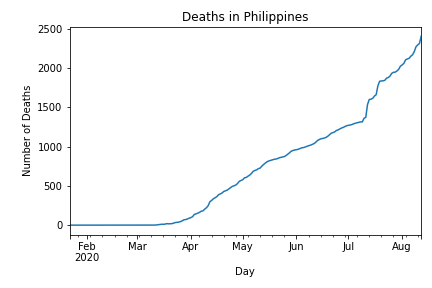 Deaths in Philippines
Number of Deaths
2500
2000
1500
1000
500
0
Feb Mar Apr May Jun Jul Aug
2020
Day